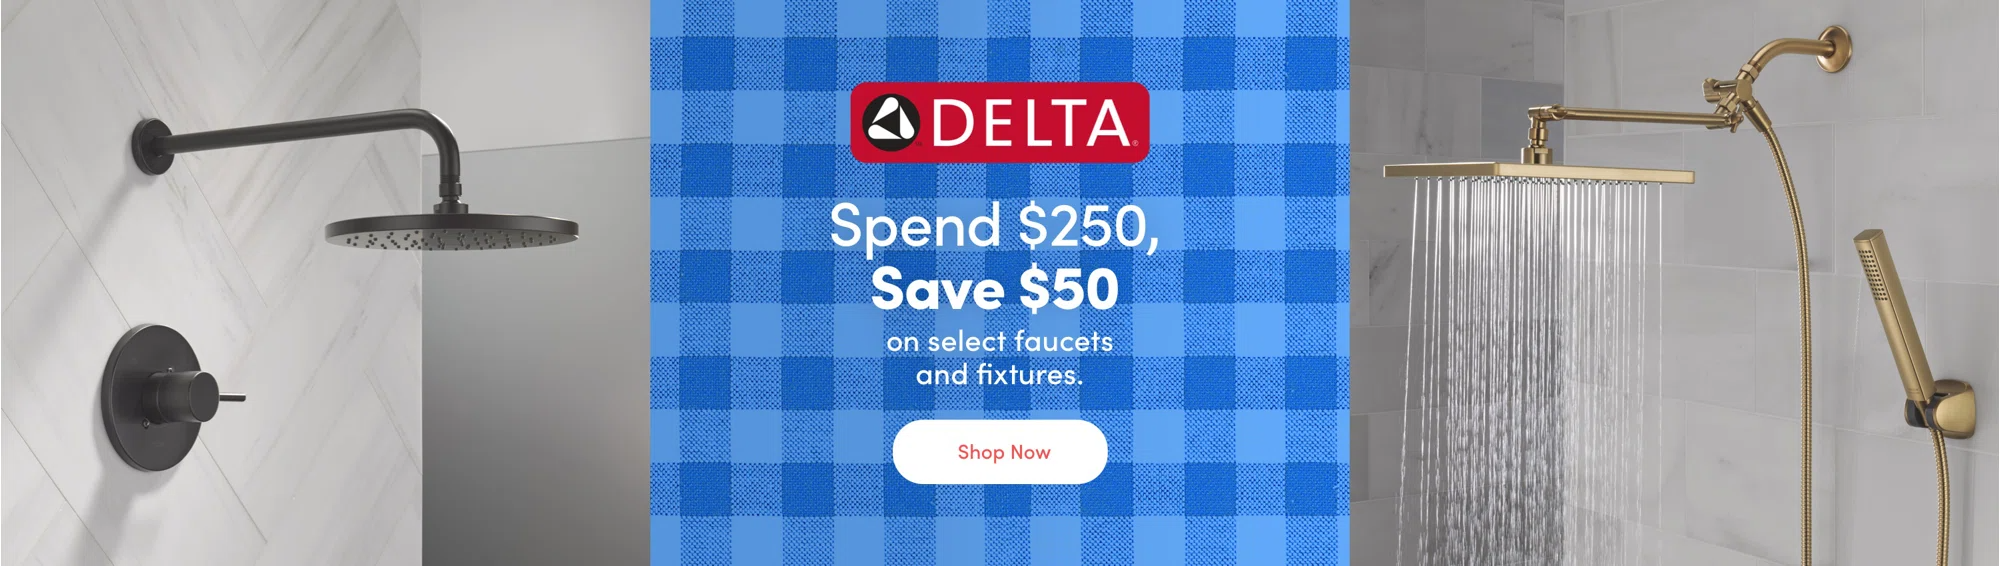 DELTA
Spend $250,
Save $50
on select faucets
and fixtures.
Shop Now